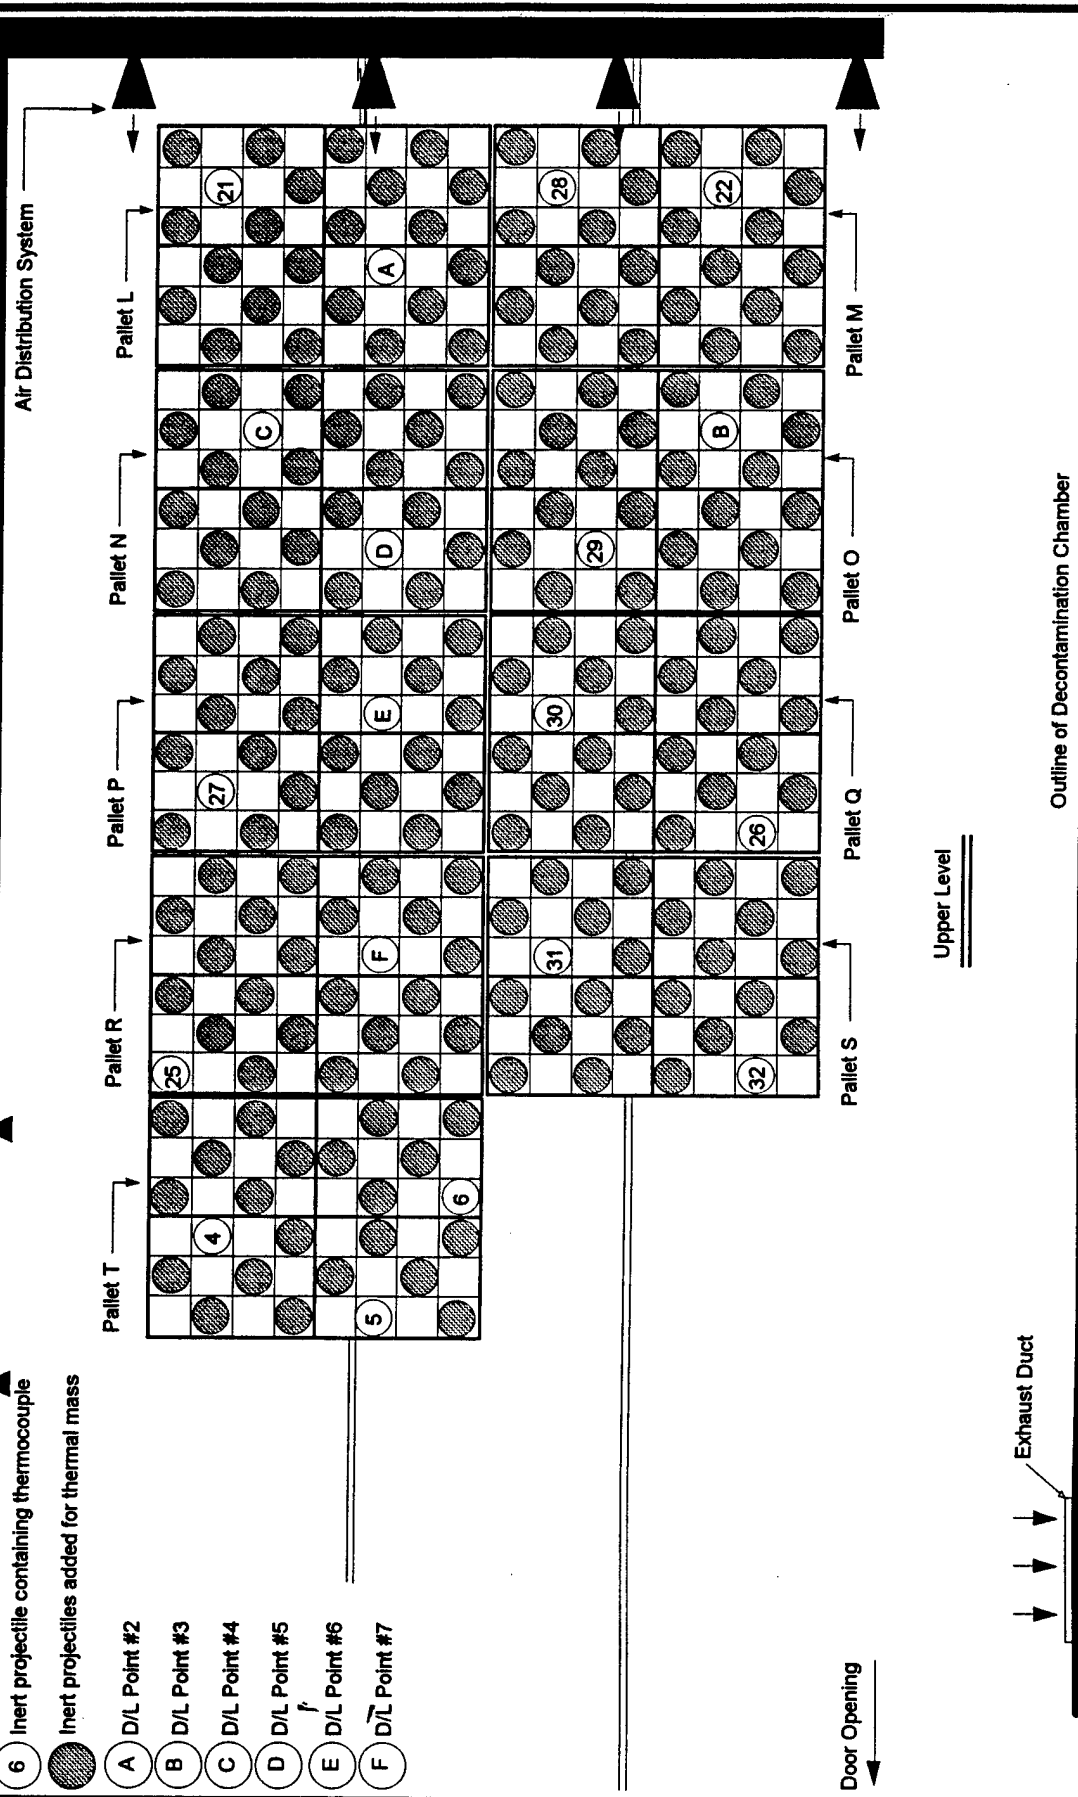 6 Inert projectile containing thermocouple
Inert projectiles added for thermal mass
A D/L Point #2
B D/L Point #3
C D/L Point #4
D D/L Point #5
E D/L Point #6
F D/L Point #7
Air Distribution System
Pallet T
Pallet R
Pallet P
Pallet N
Pallet L
25
27
21
4
C
5
F
E
D
A
6
31
30
28
29
32
26
B
22
Pallet S
Pallet Q
Pallet O
Pallet M
Door Opening
Upper Level
Exhaust Duct
Outline of Decontamination Chamber